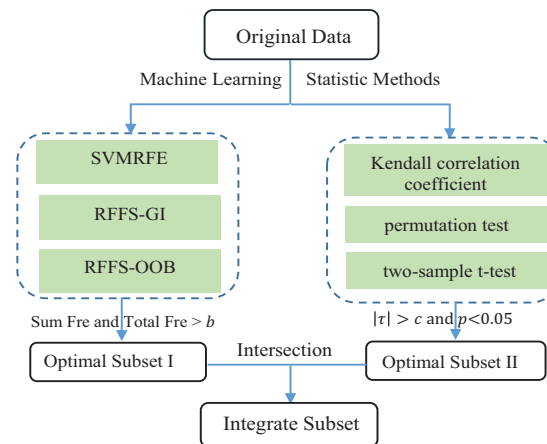 Original Data
Machine Learning
Statistic Methods
SVMRFE
RFFS-GI
RFFS-OOB
Kendall correlation
coefficient
permutation test
two-sample t-test
Sum Fre and Total Fre > b
|τ| > c and p<0.05
Optimal Subset I
Intersection
Optimal Subset II
Integrate Subset